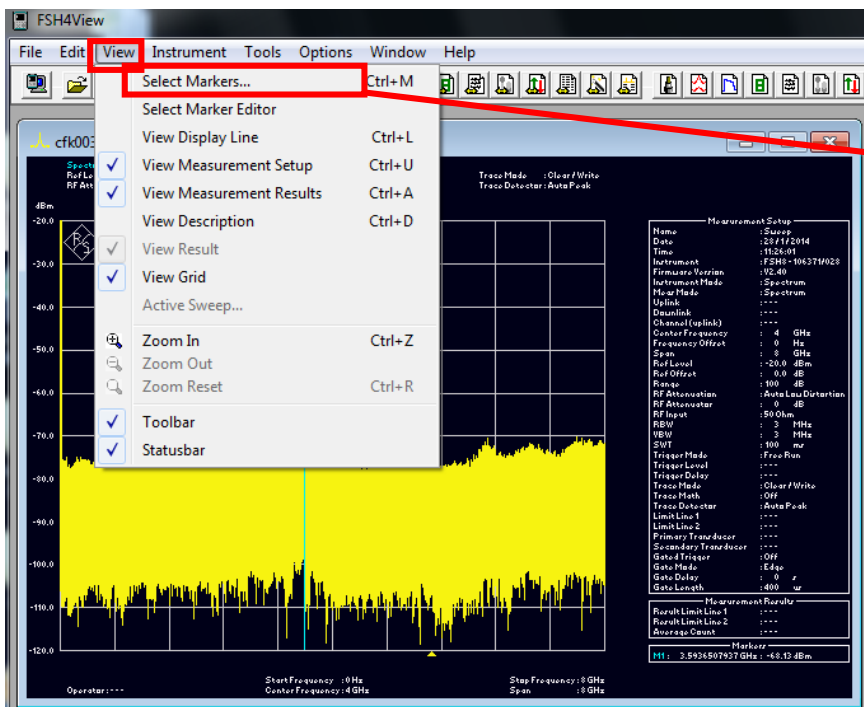 FSH4View
File Edit View Instrument Tools Options Window Help
Select Markers... Ctrl+M
Select Marker Editor
View Display Line Ctrl+L
View Measurement Setup Ctrl+U
View Measurement Results Ctrl+A
View Description Ctrl+D
View Result
View Grid
Active Sweep...
Zoom In Ctrl+Z
Zoom Out
Zoom Reset Ctrl+R
Toolbar
Statusbar
cfk003
Trace Mode : Clear / Write
Trace Detector : Auto Peak
dBm
-20.0
-30.0
-40.0
-50.0
-60.0
-70.0
-80.0
-90.0
-100.0
-110.0
-120.0
Start Frequency : 0 Hz Stop Frequency : 8 GHz
Operator : --- Center Frequency : 4 GHz Span : 8 GHz
Measurement Setup
Name : Sweep
Date : 28/1/2014
Time : 11:26:01
Instrument : FSH8 - 106371/028
Firmware Version : V2.40
Instrument Mode : Spectrum
Meas Mode : Spectrum
Uplink : ---
Downlink : ---
Channel (uplink) : ---
Center Frequency : 4 GHz
Frequency Offset : 0 Hz
Span : 8 GHz
Ref Level : -20.0 dBm
Ref Offset : 0.0 dB
Range : 100 dB
RF Attenuation : Auto Low Distortion
RF Attenuator : 0 dB
RF Input : 50 Ohm
RBW : 3 MHz
VBW : 3 MHz
SWT : 100 ms
Trigger Mode : Free Run
Trigger Level : ---
Trigger Delay : ---
Trace Mode : Clear / Write
Trace Math : Off
Trace Detector : Auto Peak
Limit Line 1 : ---
Limit Line 2 : ---
Primary Transducer : ---
Secondary Transducer : ---
Gated Trigger : Off
Gate Mode : Edge
Gate Delay : 0 s
Gate Length : 400 us
Measurement Results
Result Limit Line 1 : ---
Result Limit Line 2 : ---
Average Count : ---
Markers
M1 : 3.5936507937 GHz : -68.13 dBm